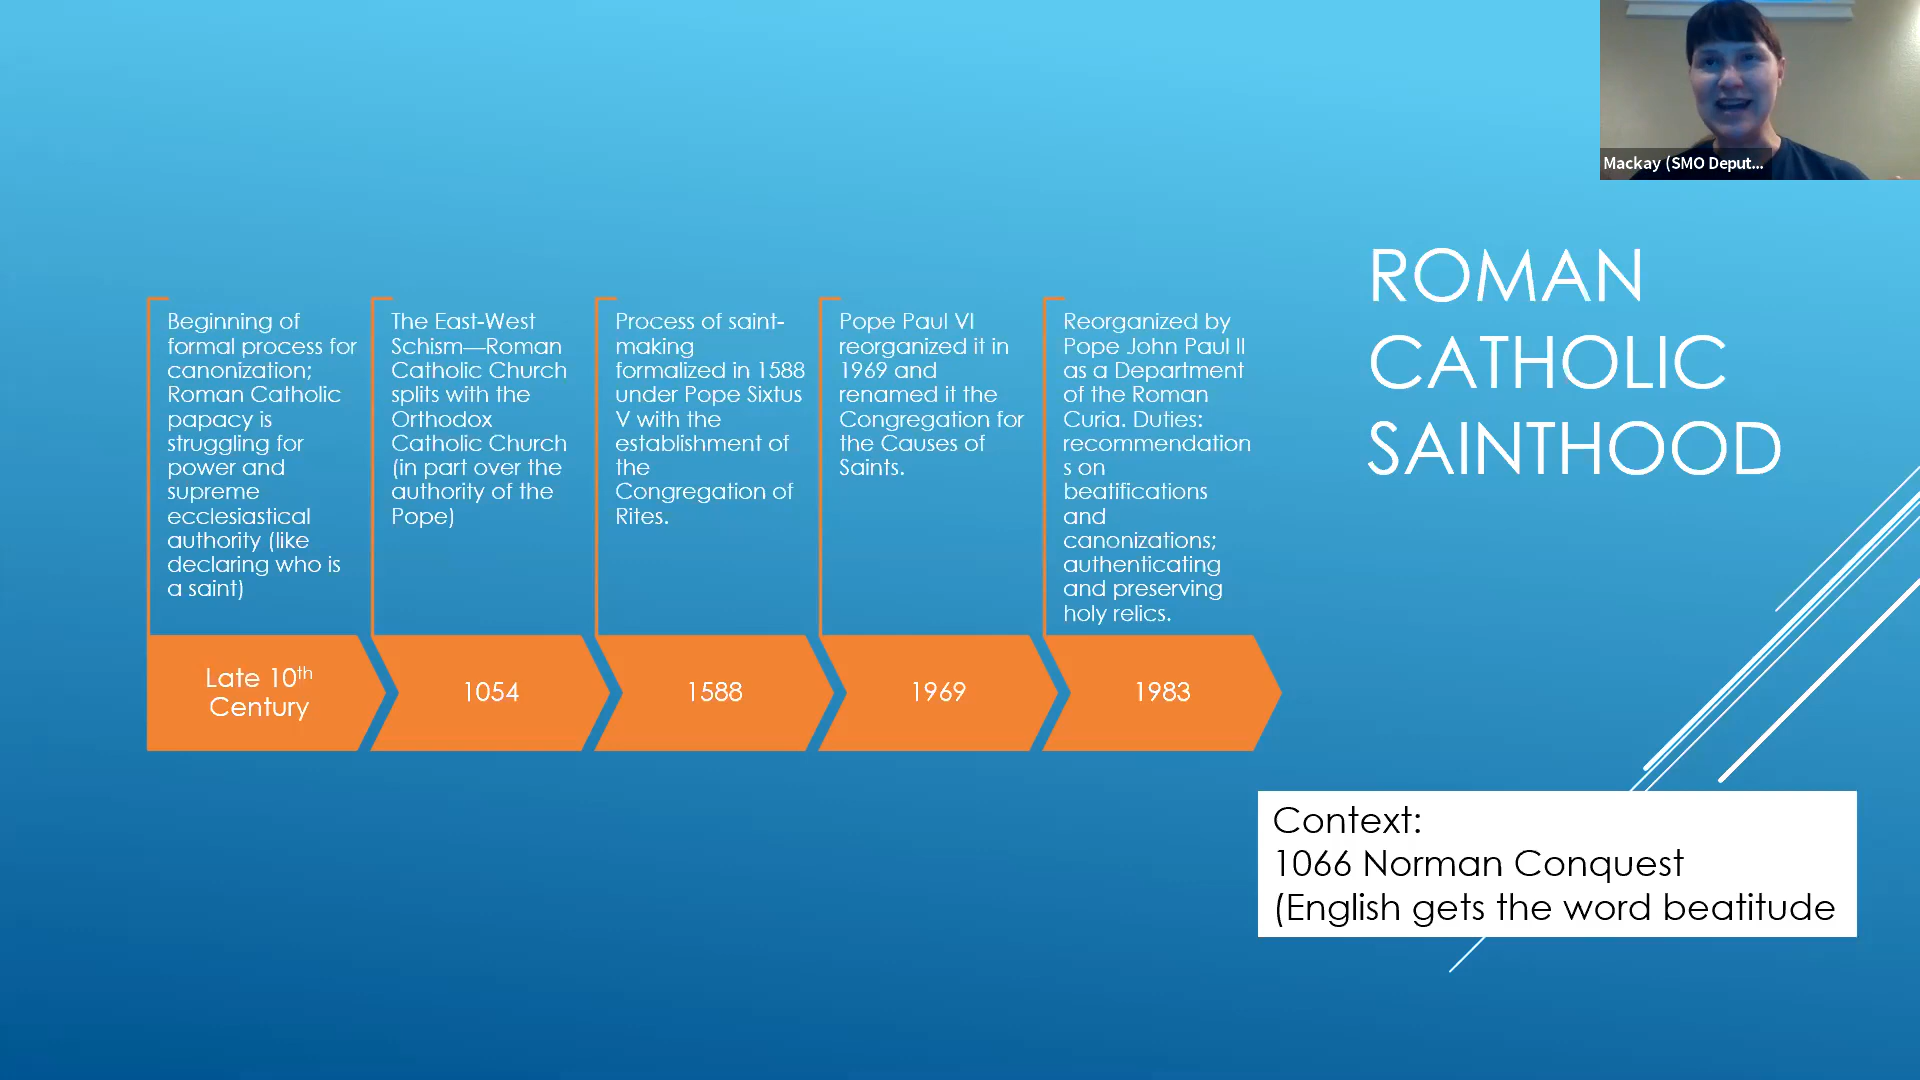 Mackay (SMO Deput...
ROMAN
CATHOLIC
SAINTHOOD
Beginning of
formal process for
canonization;
Roman Catholic
papacy is
struggling for
power and
supreme
ecclesiastical
authority (like
declaring who is
a saint)
Late 10th
Century
The East-West
Schism—Roman
Catholic Church
splits with the
Orthodox
Catholic Church
(in part over the
authority of the
Pope)
1054
Process of saint-
making
formalized in 1588
under Pope Sixtus
V with the
establishment of
the
Congregation of
Rites.
1588
Pope Paul VI
reorganized it in
1969 and
renamed it the
Congregation for
the Causes of
Saints.
1969
Reorganized by
Pope John Paul II
as a Department
of the Roman
Curia. Duties:
recommendation
s on
beatifications
and
canonizations;
authenticating
and preserving
holy relics.
1983
Context:
1066 Norman Conquest
(English gets the word beatitude